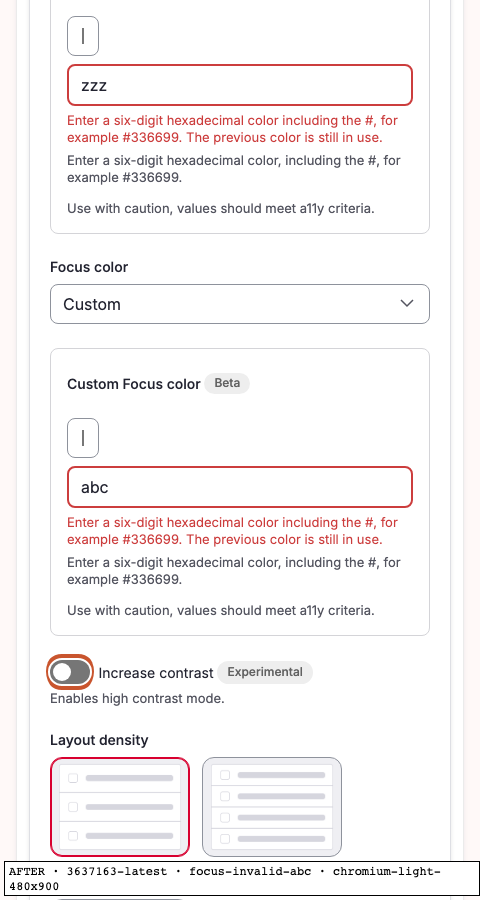 zzz
Enter a six-digit hexadecimal color including the #, for
example #336699. The previous color is still in use.
Enter a six-digit hexadecimal color, including the #, for
example #336699.
Use with caution, values should meet a11y criteria.
Focus color
Custom
Custom Focus color Beta
abc
Enter a six-digit hexadecimal color including the #, for
example #336699. The previous color is still in use.
Enter a six-digit hexadecimal color, including the #, for
example #336699.
Use with caution, values should meet a11y criteria.
Increase contrast Experimental
Enables high contrast mode.
Layout density
AFTER · 3637163-latest · focus-invalid-abc · chromium-light-
480x900